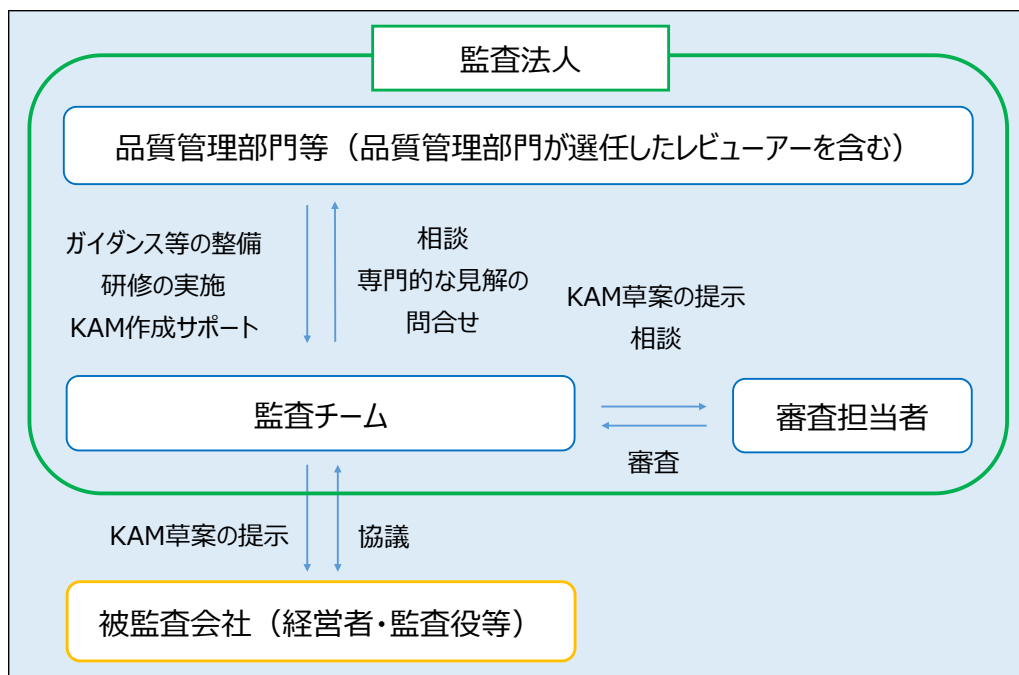 監査法人
品質管理部門等（品質管理部門が選任したレビューアーを含む）
ガイダンス等の整備
研修の実施
KAM作成サポート
相談
専門的な見解の
問合せ
KAM草案の提示
相談
監査チーム
審査担当者
審査
KAM草案の提示
協議
被監査会社（経営者・監査役等）